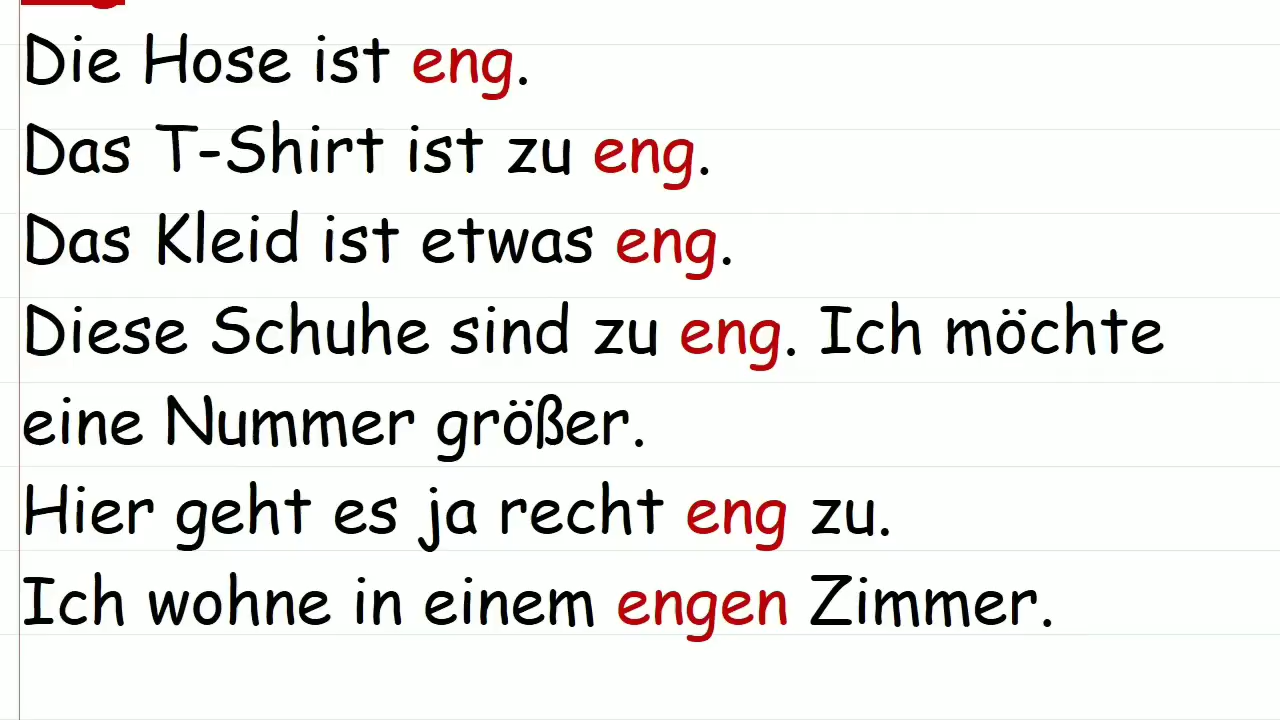 Die Hose ist eng.
Das T-Shirt ist zu eng.
Das Kleid ist etwas eng.
Diese Schuhe sind zu eng. Ich möchte
eine Nummer größer.
Hier geht es ja recht eng zu.
Ich wohne in einem engen Zimmer.